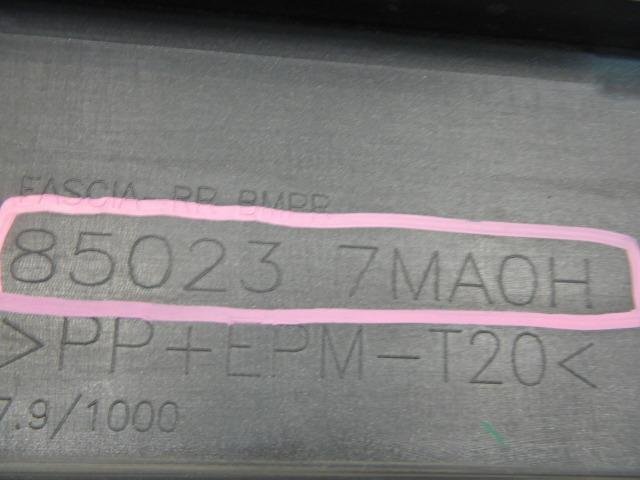 FASCIA- RR BMPR
85023 7MA0H
>PP+EPM-T20<
7.9/1000